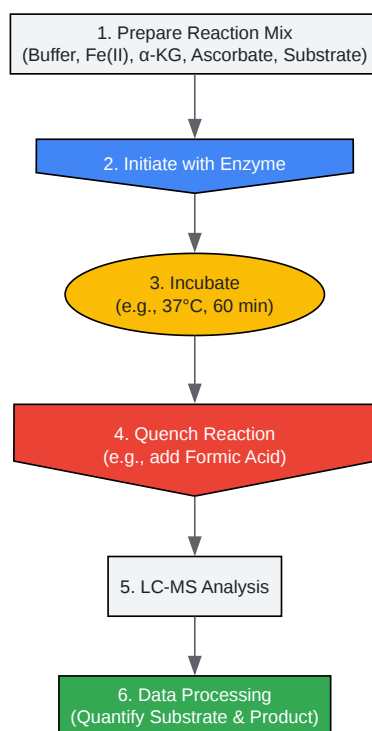 1. Prepare Reaction Mix
(Buffer, Fe(II), α-KG, Ascorbate, Substrate)
2. Initiate with Enzyme
3. Incubate
(e.g., 37°C, 60 min)
4. Quench Reaction
(e.g., add Formic Acid)
5. LC-MS Analysis
6. Data Processing
(Quantify Substrate & Product)